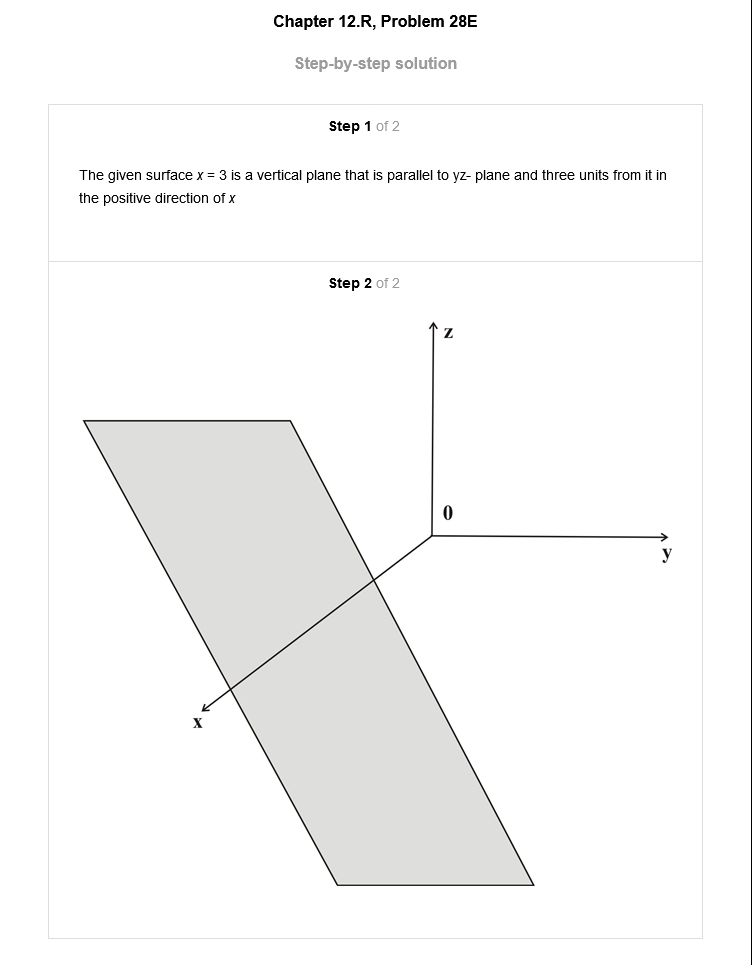 Chapter 12.R, Problem 28E
Step-by-step solution
Step 1 of 2
The given surface x = 3 is a vertical plane that is parallel to yz- plane and three units from it in
the positive direction of x
Step 2 of 2
z
0
y
x